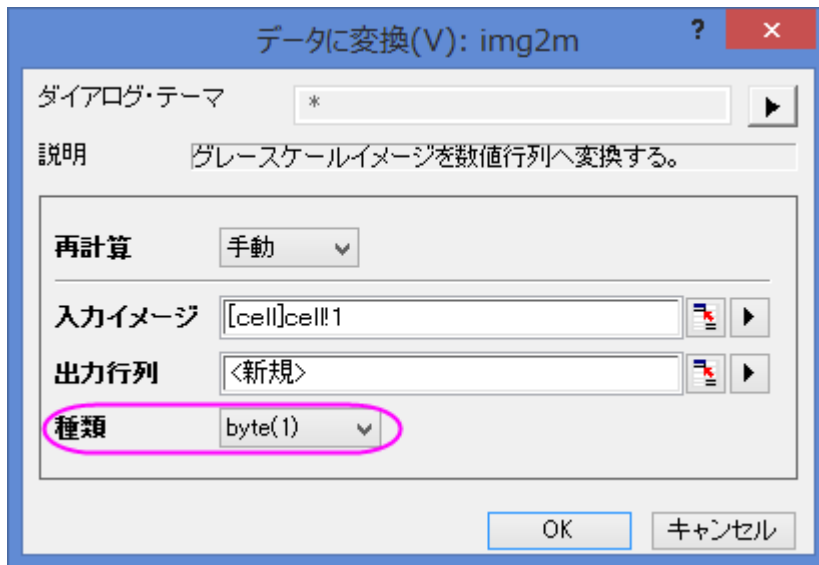 データに変換(V): img2m ? ×
ダイアログ・テーマ *
説明 グレースケールイメージを数値行列へ変換する。
再計算 手動
入力イメージ [cell]cell!1
出力行列 <新規>
種類 byte(1)
OK キャンセル